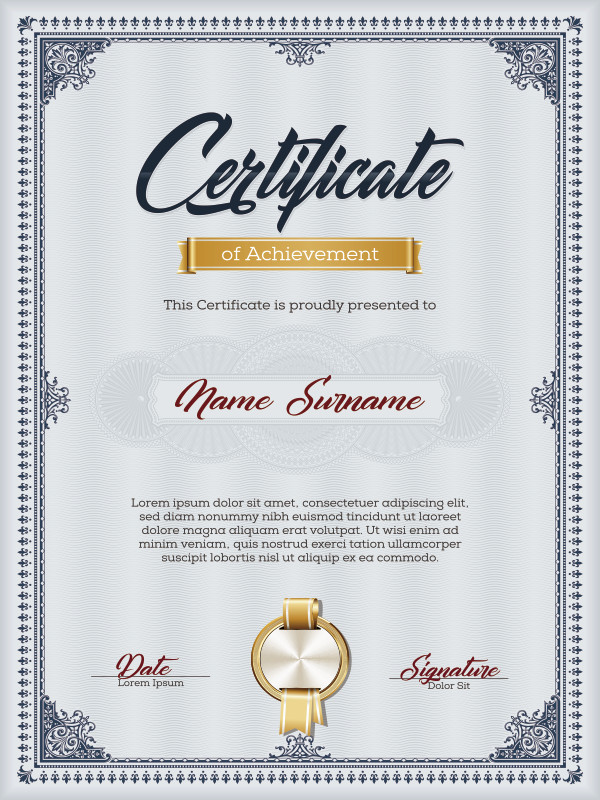 Certificate
of Achievement
This Certificate is proudly presented to
Name Surname
Lorem ipsum dolor sit amet, consectetuer adipiscing elit,
sed diam nonummy nibh euismod tincidunt ut laoreet
dolore magna aliquam erat volutpat. Ut wisi enim ad
minim veniam, quis nostrud exerci tation ullamcorper
suscipit lobortis nisl ut aliquip ex ea commodo.
Date
Lorem Ipsum
Signature
Dolor Sit